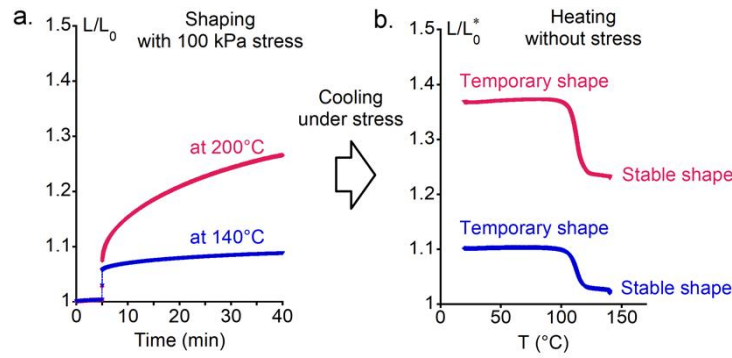 a.
L/L0
Shaping
with 100 kPa stress
1.5
1.4
1.3
1.2
1.1
1
at 200°C
at 140°C
0
10
20
30
40
Time (min)
Cooling
under stress
b.
L/L0*
Heating
without stress
1.5
1.4
1.3
1.2
1.1
1
Temporary shape
Stable shape
Temporary shape
Stable shape
0
50
100
150
T (°C)